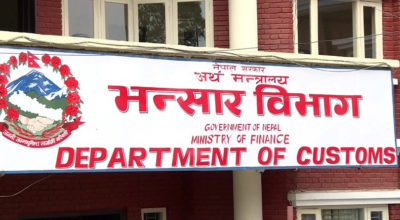 नेपाल सरकार
अर्थ मन्त्रालय
भन्सार विभाग
GOVERNMENT OF NEPAL
MINISTRY OF FINANCE
DEPARTMENT OF CUSTOMS